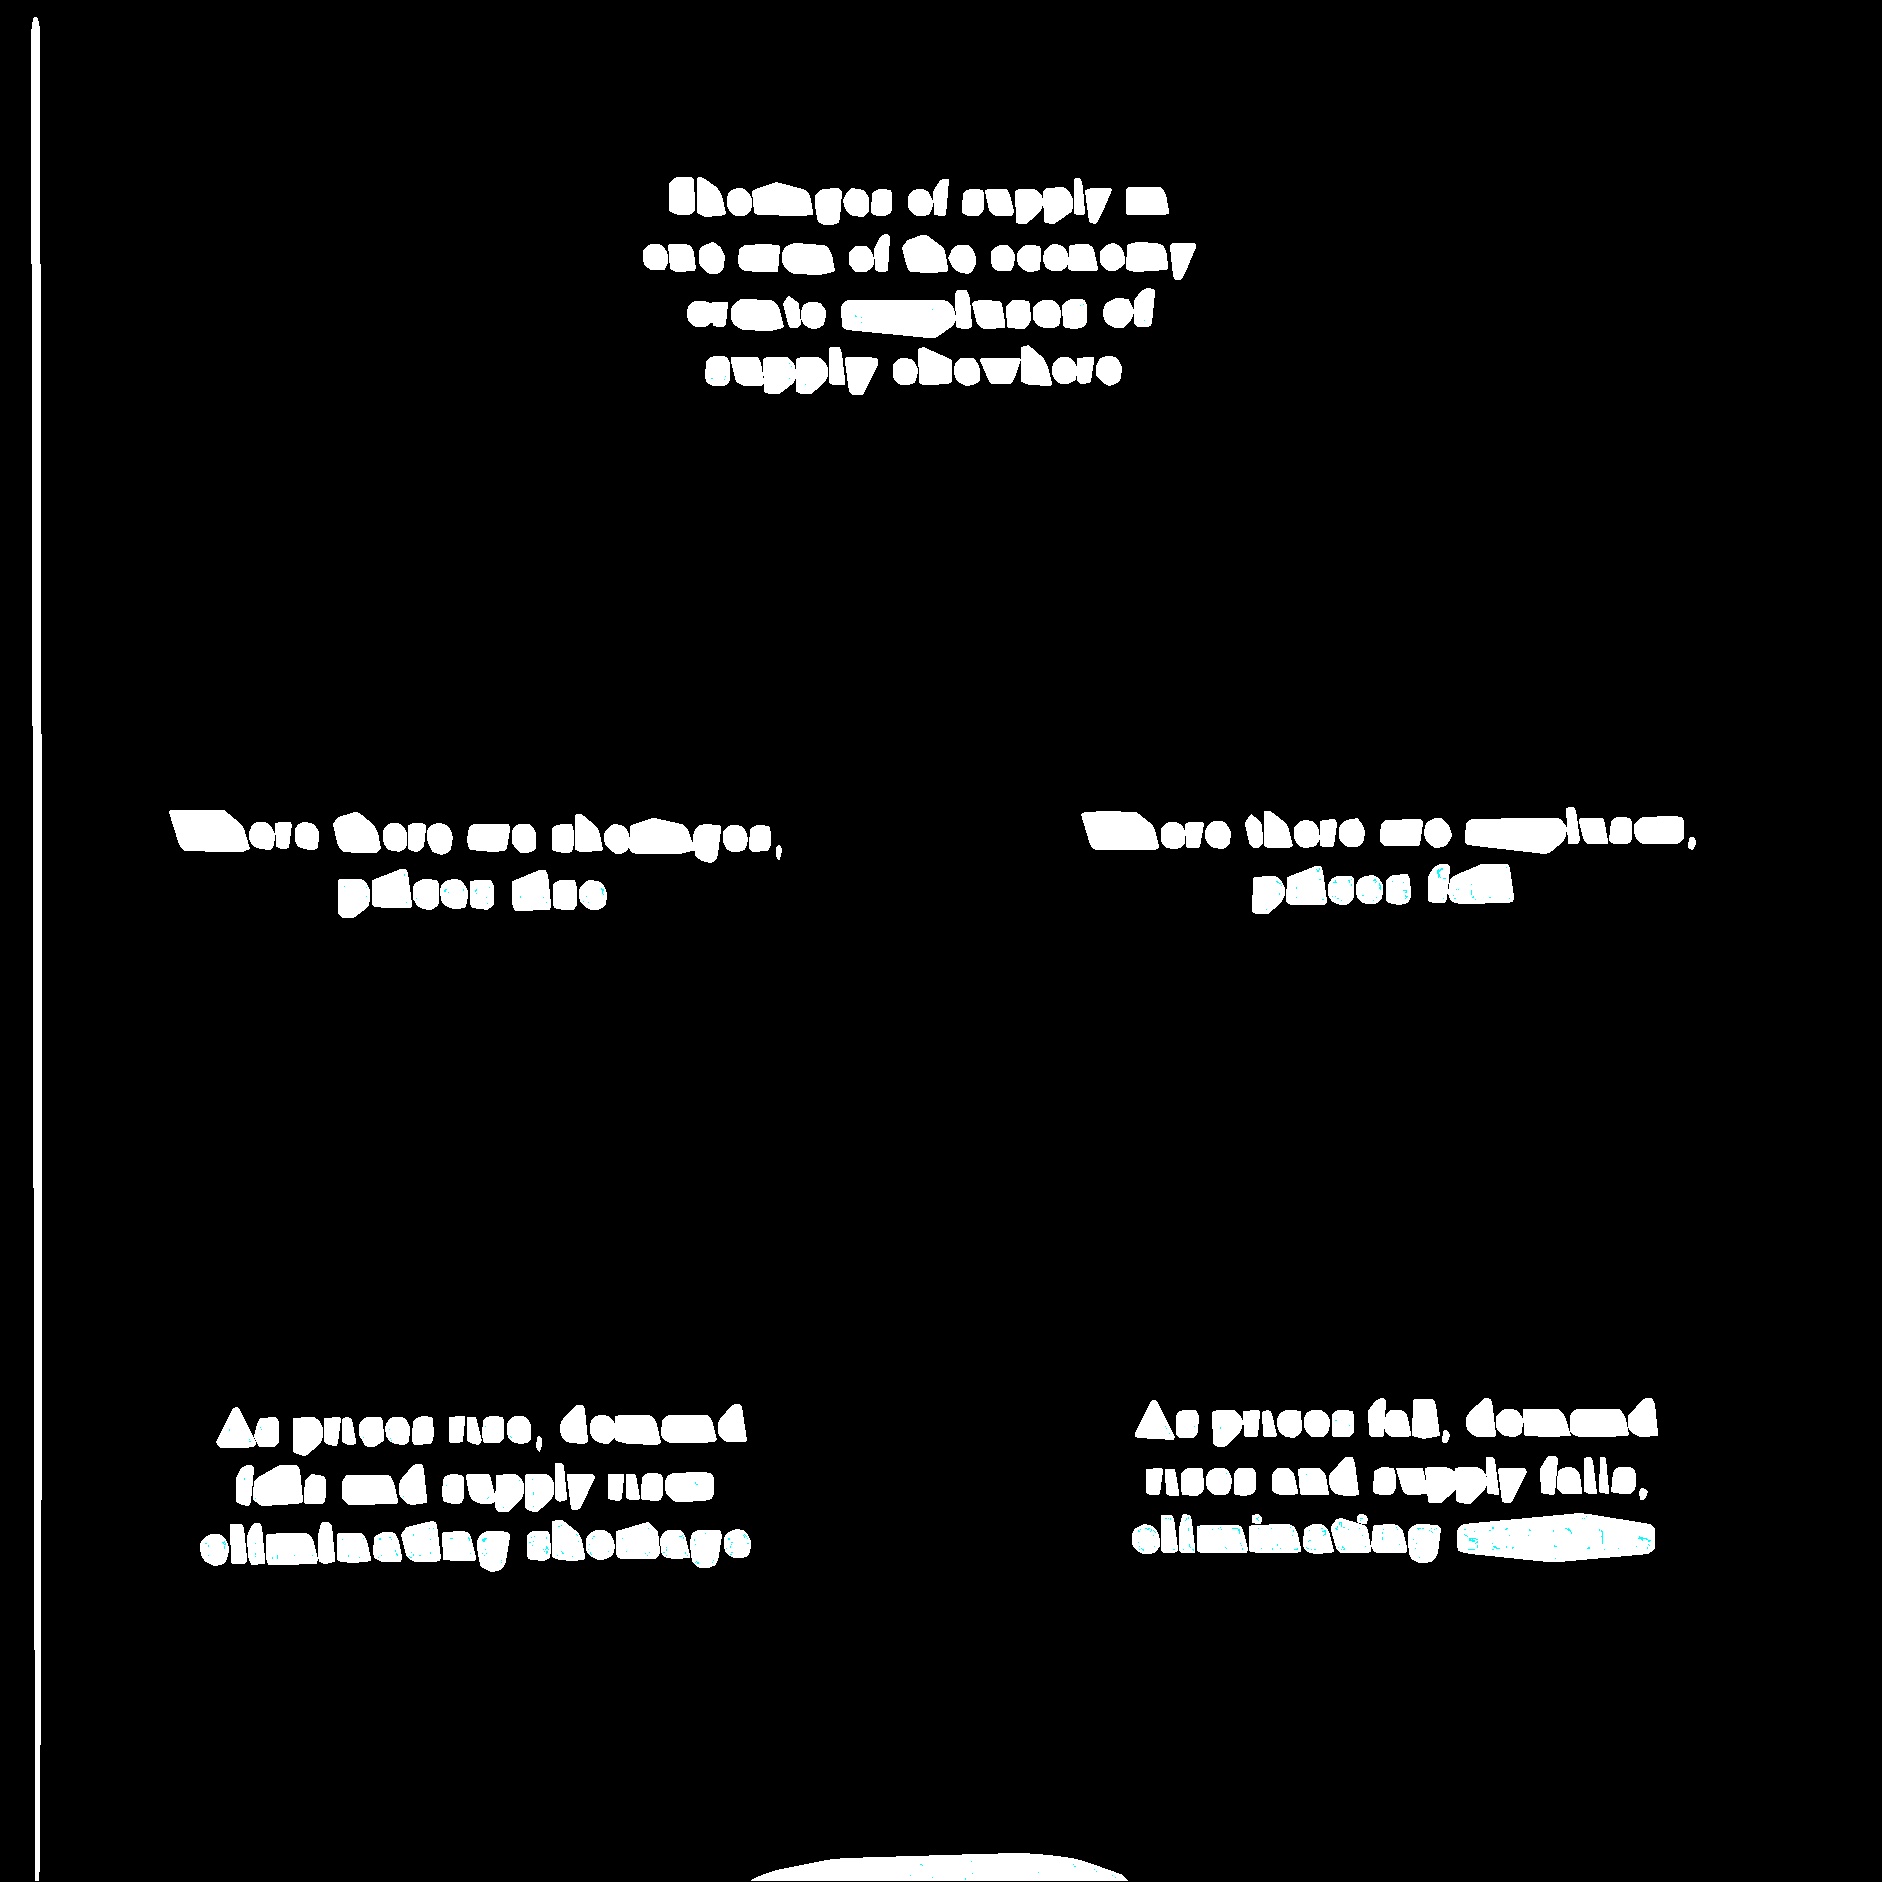 Shortages of supply in
one area of the economy
create surpluses of
supply elsewhere
Where there are shortages,
prices rise
Where there are surpluses,
prices fall
As prices rise, demand
falls and supply rises
eliminating shortage
As prices fall, demand
rises and supply falls,
eliminating